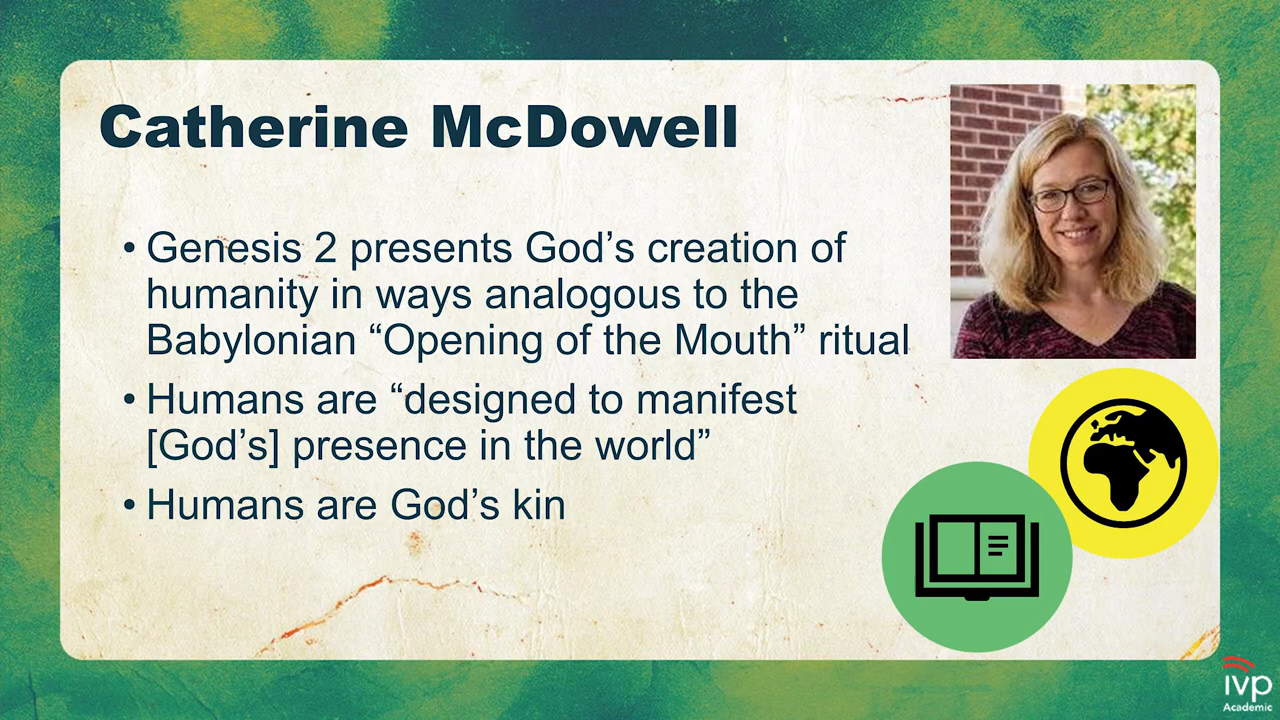 Catherine McDowell
• Genesis 2 presents God’s creation of
humanity in ways analogous to the
Babylonian “Opening of the Mouth” ritual
• Humans are “designed to manifest
[God’s] presence in the world”
• Humans are God’s kin
ivp
Academic